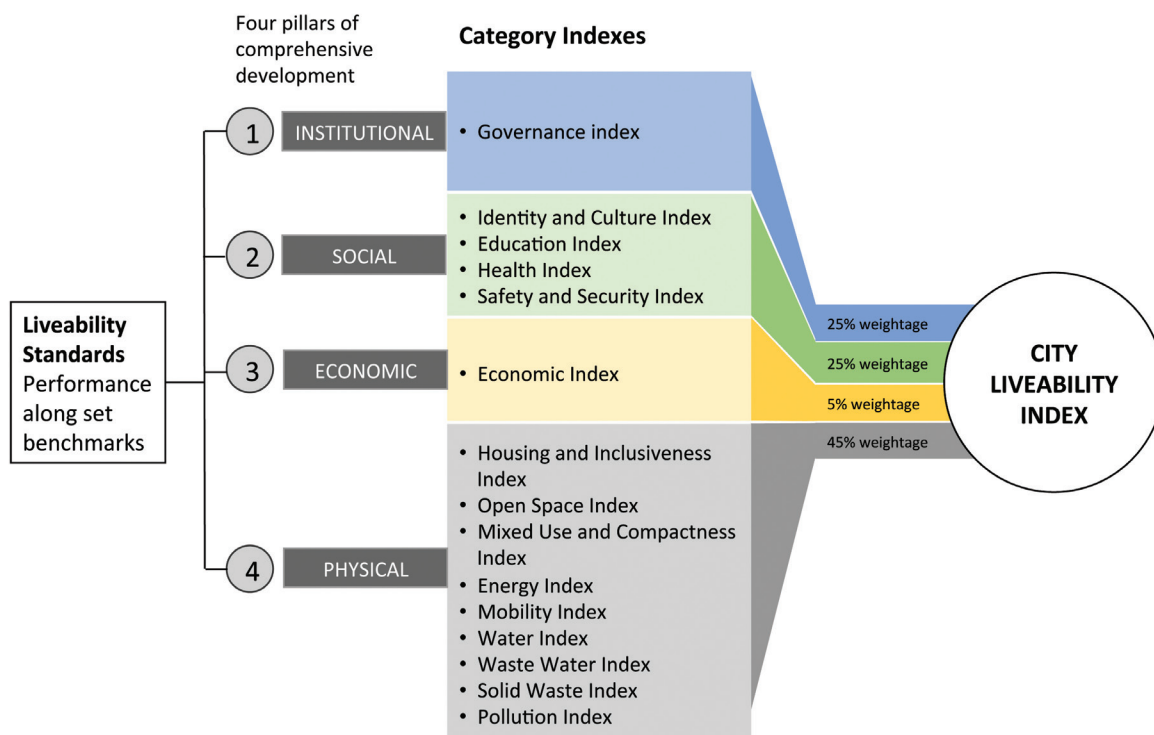 Four pillars of
comprehensive
development
Category Indexes
1
INSTITUTIONAL
• Governance index
2
SOCIAL
• Identity and Culture Index
• Education Index
• Health Index
• Safety and Security Index
Liveability
Standards
Performance
along set
benchmarks
3
ECONOMIC
• Economic Index
4
PHYSICAL
• Housing and Inclusiveness
Index
• Open Space Index
• Mixed Use and Compactness
Index
• Energy Index
• Mobility Index
• Water Index
• Waste Water Index
• Solid Waste Index
• Pollution Index
25% weightage
25% weightage
5% weightage
45% weightage
CITY
LIVEABILITY
INDEX